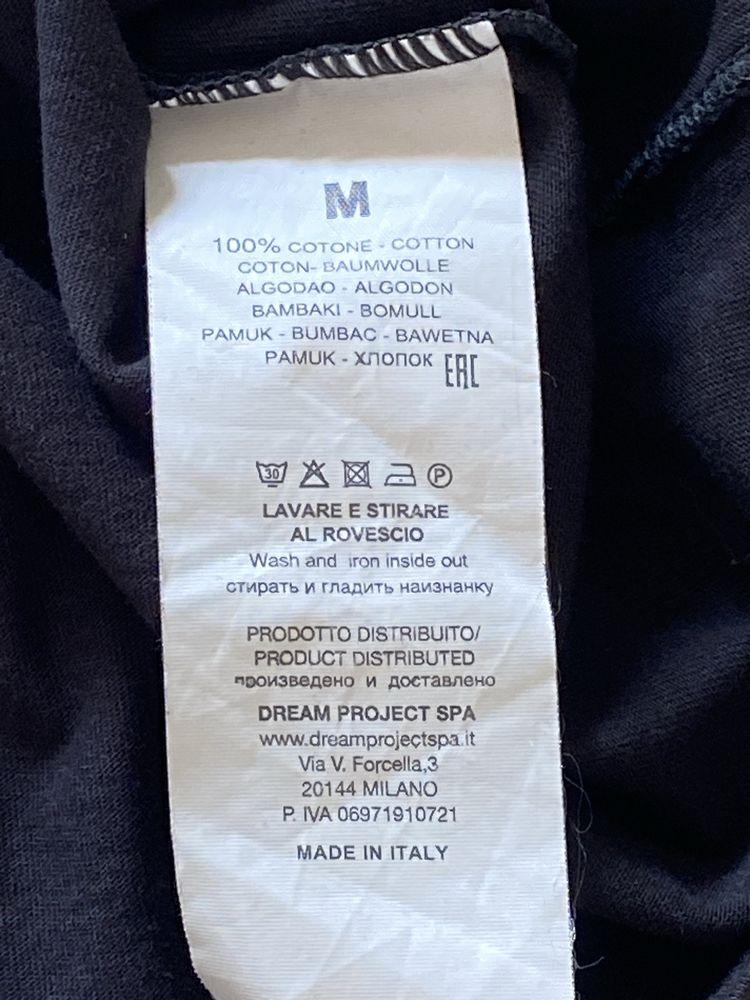 M
100% COTONE - COTTON
COTON- BAUMWOLLE
ALGODAO - ALGODON
BAMBAKI - BOMULL
PAMUK - BUMBAC - BAWETNA
PAMUK - ХЛОПОК EAC
30 P
LAVARE E STIRARE
AL ROVESCIO
Wash and iron inside out
стирать и гладить наизнанку
PRODOTTO DISTRIBUITO/
PRODUCT DISTRIBUTED
произведено и доставлено
DREAM PROJECT SPA
www.dreamprojectspa.it
Via V. Forcella,3
20144 MILANO
P. IVA 06971910721
MADE IN ITALY